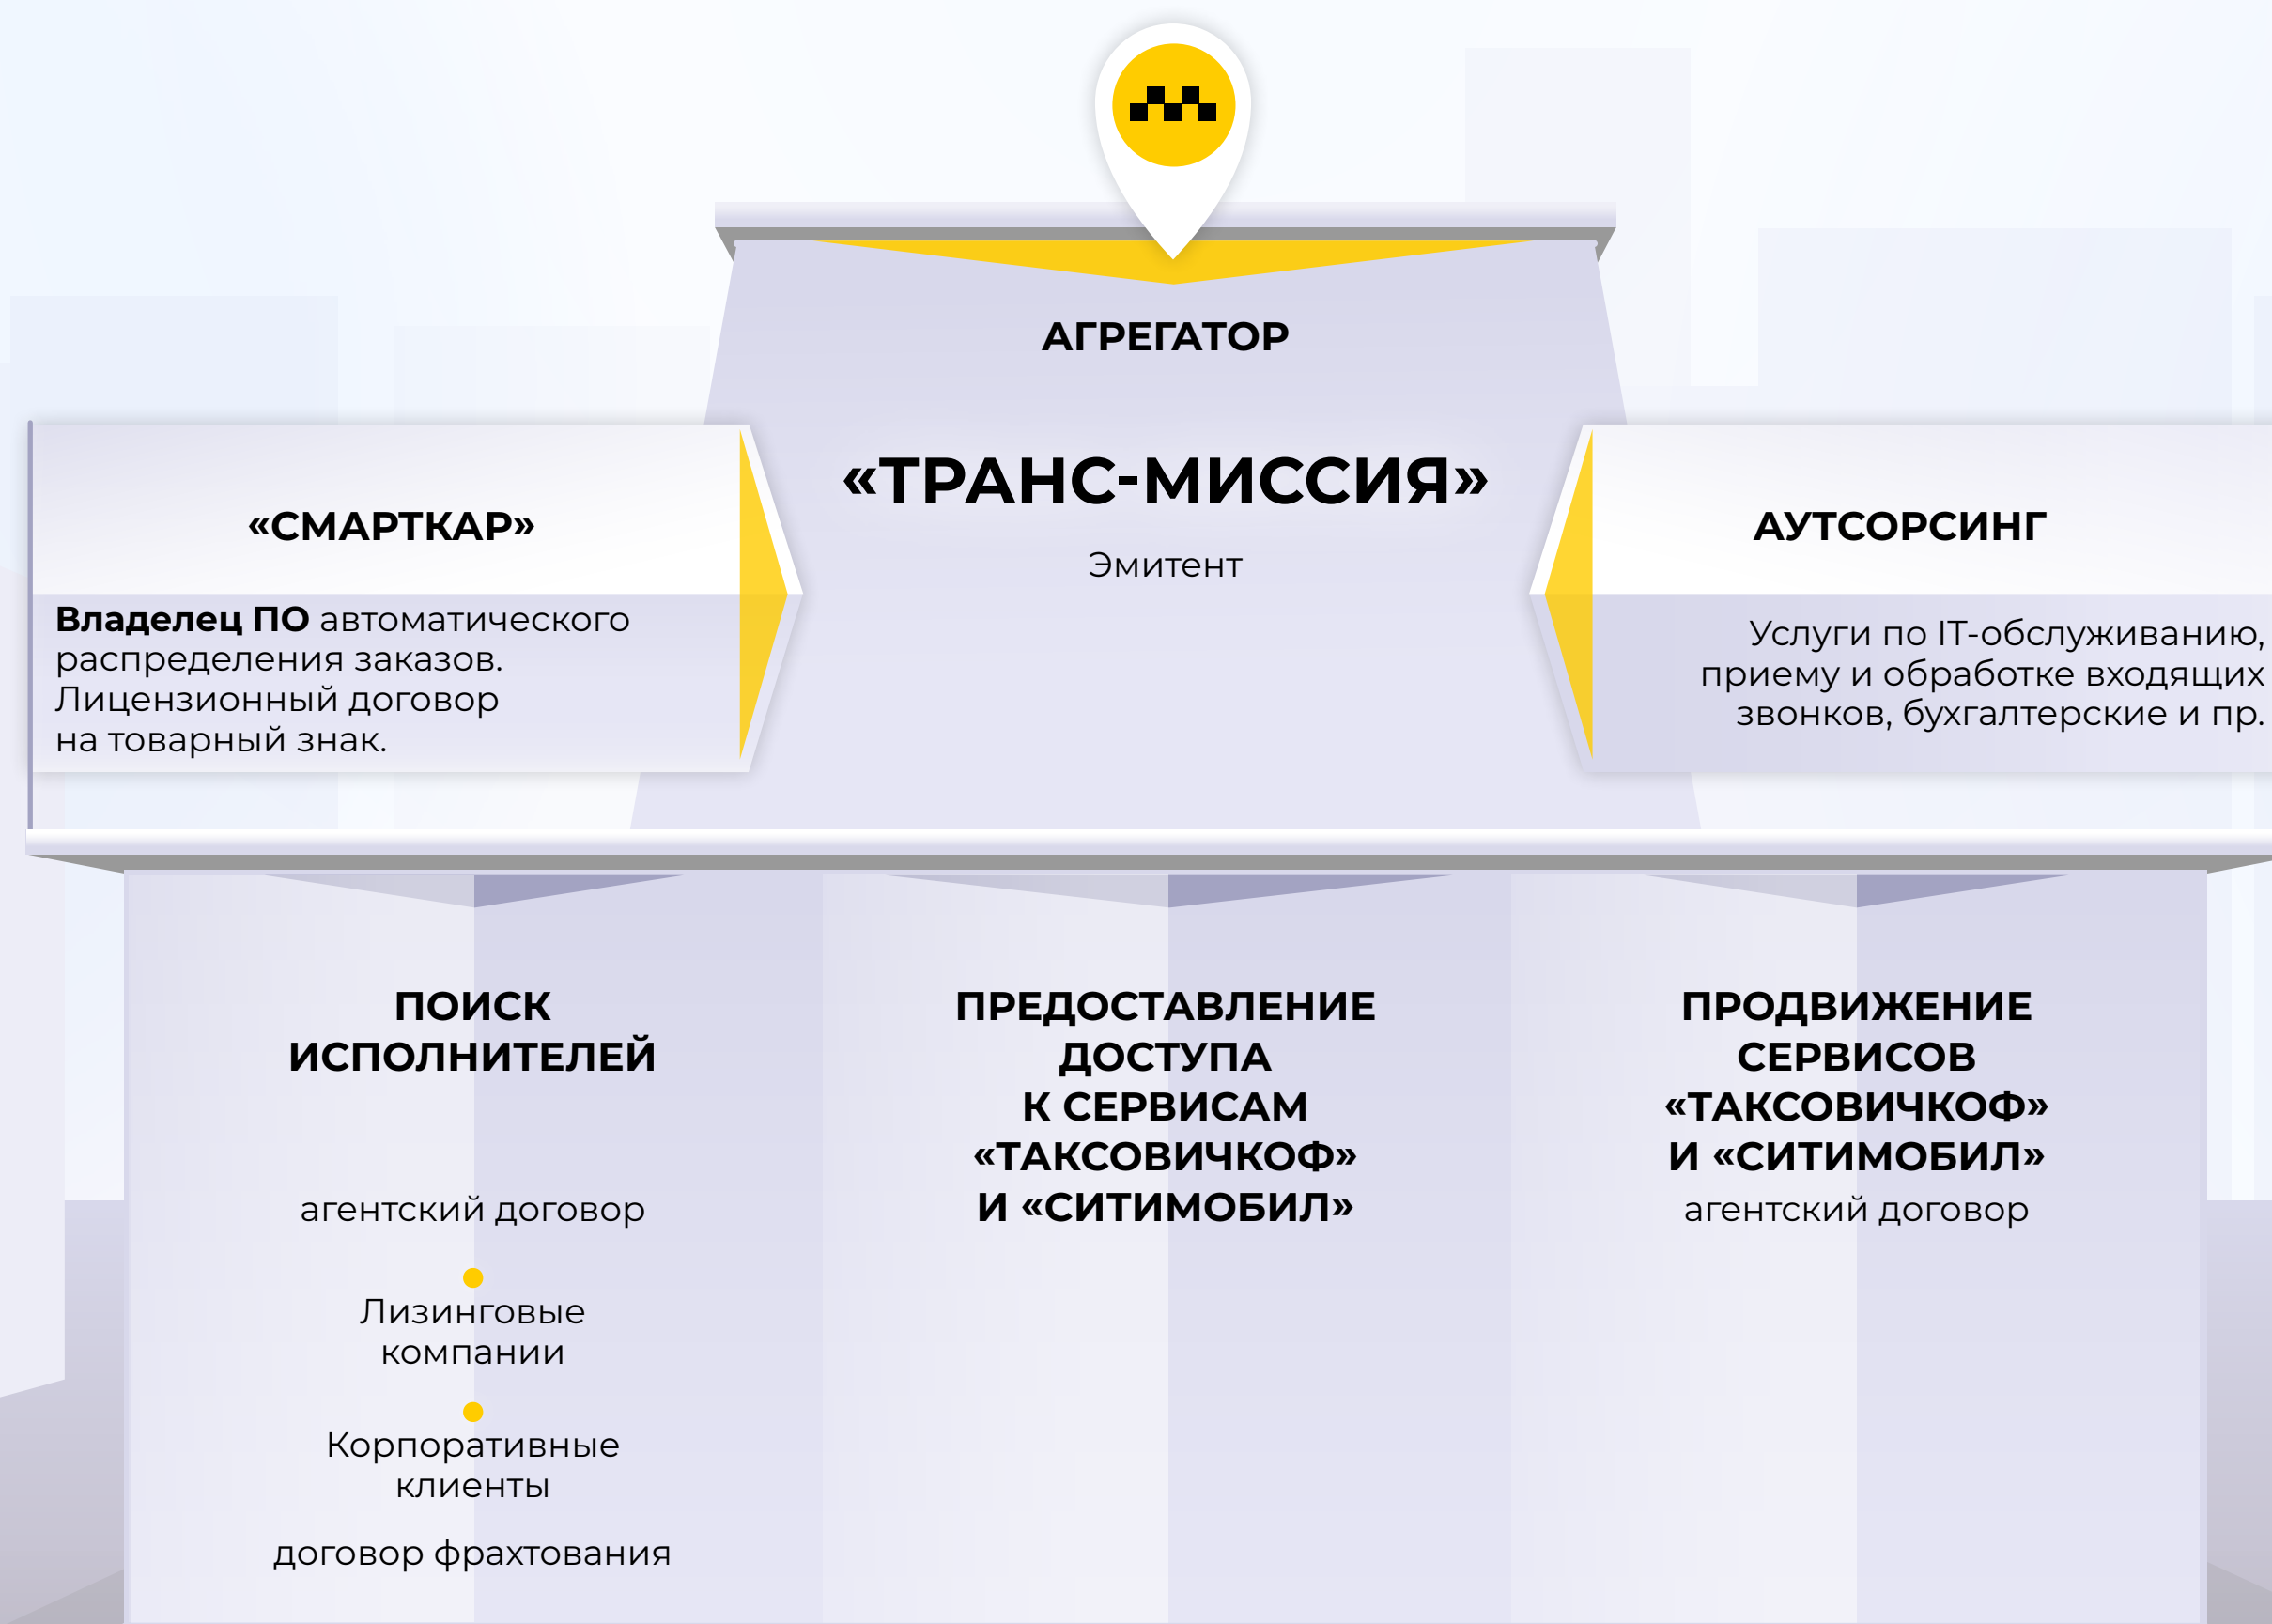 АГРЕГАТОР
«ТРАНС-МИССИЯ»
Эмитент
«СМАРТКАР»
Владелец ПО автоматического
распределения заказов.
Лицензионный договор
на товарный знак.
АУТСОРСИНГ
Услуги по IT-обслуживанию,
приему и обработке входящих
звонков, бухгалтерские и пр.
ПОИСК
ИСПОЛНИТЕЛЕЙ
агентский договор
Лизинговые
компании
Корпоративные
клиенты
договор фрахтования
ПРЕДОСТАВЛЕНИЕ
ДОСТУПА
К СЕРВИСАМ
«ТАКСОВИЧКОФ»
И «СИТИМОБИЛ»
ПРОДВИЖЕНИЕ
СЕРВИСОВ
«ТАКСОВИЧКОФ»
И «СИТИМОБИЛ»
агентский договор